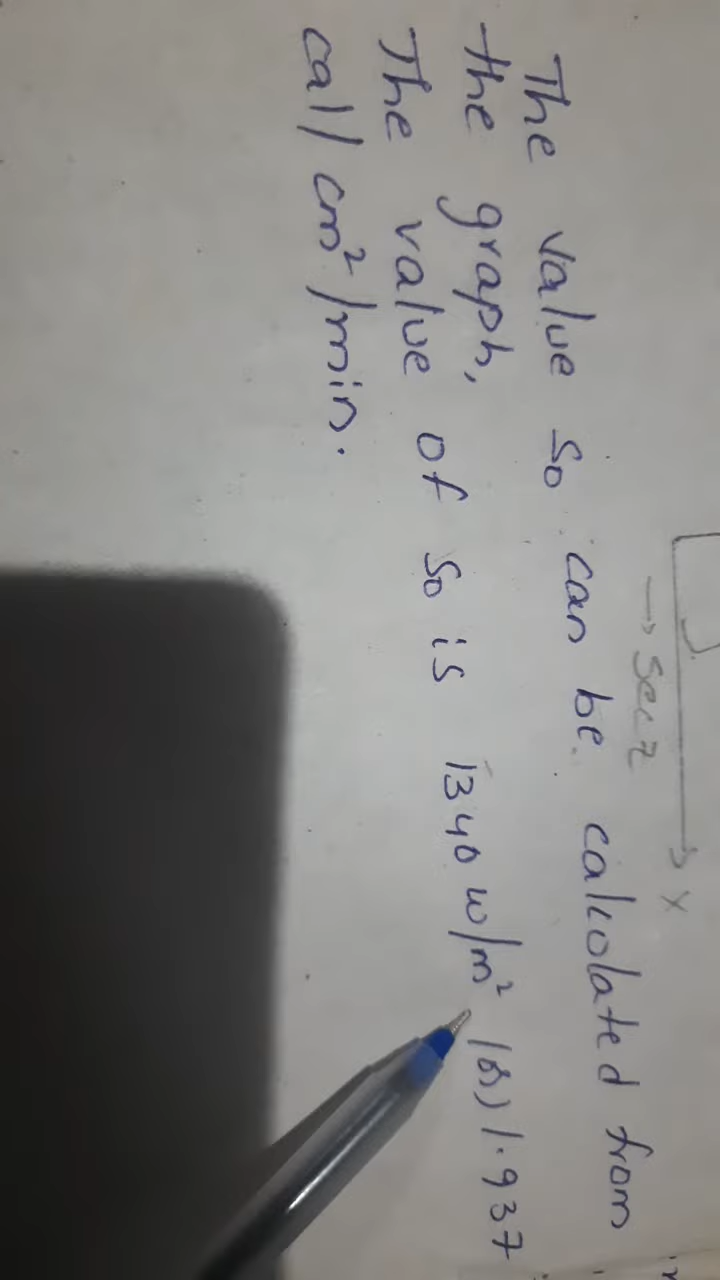 → Sec z
X
The value So can be calculated from
the graph,
The value of So is 1340 w/m² (or) 1.937
cal/cm²/min.